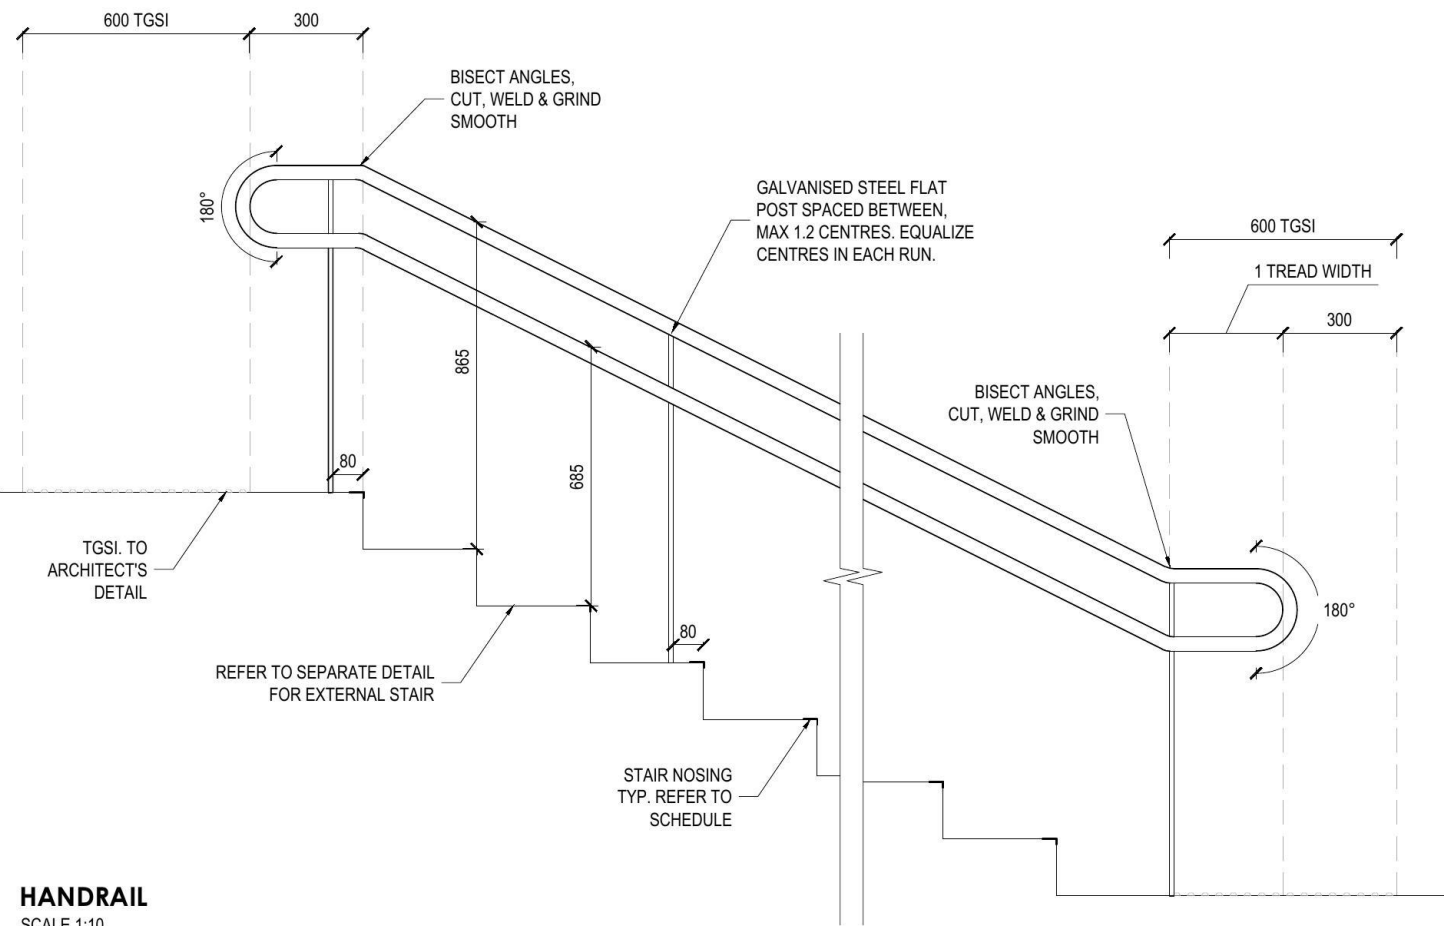 600 TGSI
300
BISECT ANGLES,
CUT, WELD & GRIND
SMOOTH
180°
GALVANISED STEEL FLAT
POST SPACED BETWEEN,
MAX 1.2 CENTRES. EQUALIZE
CENTRES IN EACH RUN.
600 TGSI
1 TREAD WIDTH
300
865
685
BISECT ANGLES,
CUT, WELD & GRIND
SMOOTH
80
TGSI. TO
ARCHITECT'S
DETAIL
180°
80
REFER TO SEPARATE DETAIL
FOR EXTERNAL STAIR
STAIR NOSING
TYP. REFER TO
SCHEDULE
HANDRAIL
SCALE 1:10